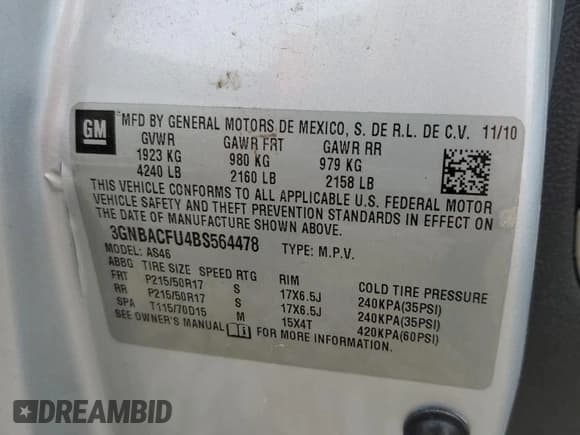 GM
MFD BY GENERAL MOTORS DE MEXICO, S. DE R.L. DE C.V. 11/10
GVWR GAWR FRT GAWR RR
1923 KG 980 KG 979 KG
4240 LB 2160 LB 2158 LB
THIS VEHICLE CONFORMS TO ALL APPLICABLE U.S. FEDERAL MOTOR
VEHICLE SAFETY AND THEFT PREVENTION STANDARDS IN EFFECT ON
THE DATE OF MANUFACTURE SHOWN ABOVE.
3GNBACFU4BS564478 TYPE: M.P.V.
MODEL: AS46
ABBG TIRE SIZE SPEED RTG RIM COLD TIRE PRESSURE
FRT P215/50R17 S 17X6.5J 240KPA(35PSI)
RR P215/50R17 S 17X6.5J 240KPA(35PSI)
SPA T115/70D15 M 15X4T 420KPA(60PSI)
SEE OWNER'S MANUAL FOR MORE INFORMATION.
DREAMBID